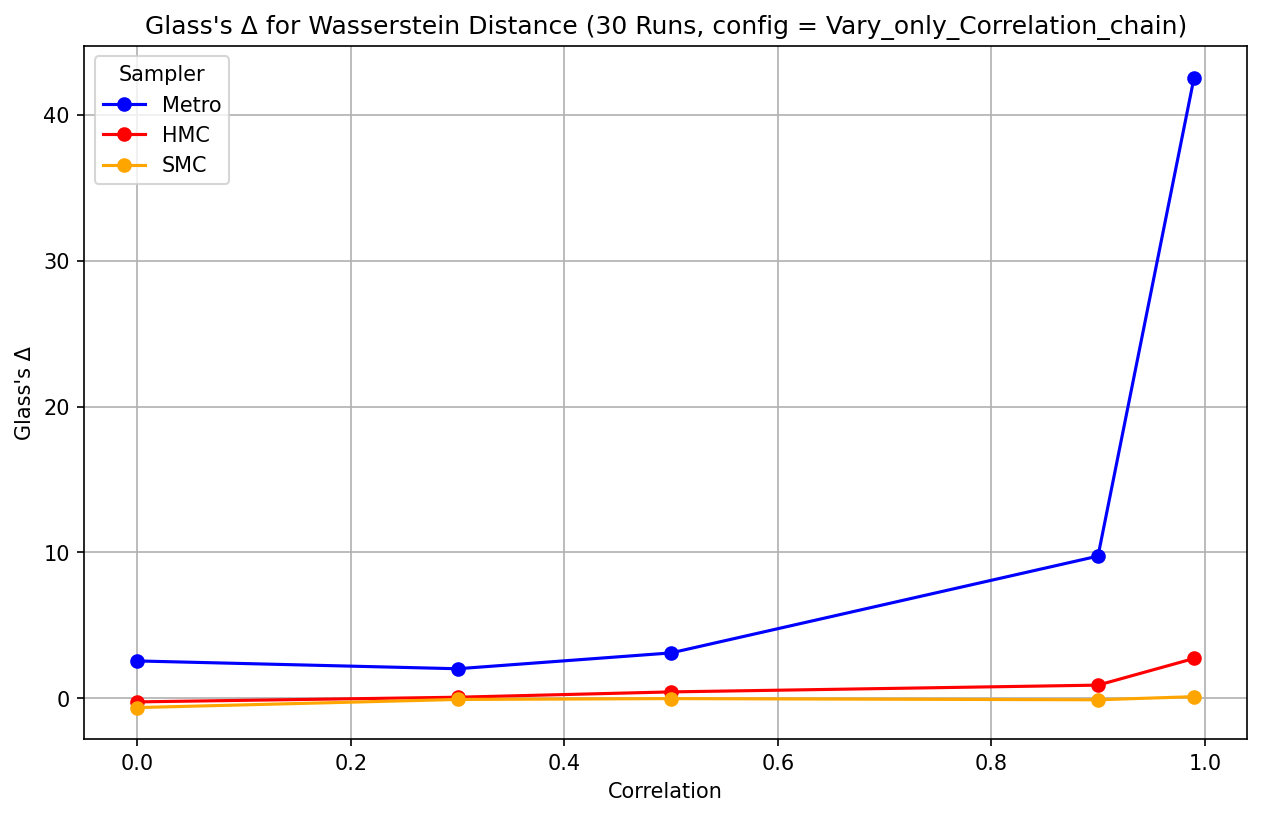 Glass's Δ for Wasserstein Distance (30 Runs, config = Vary_only_Correlation_chain)
Sampler
Metro
HMC
SMC
Glass's Δ
40
30
20
10
0
0.0 0.2 0.4 0.6 0.8 1.0
Correlation